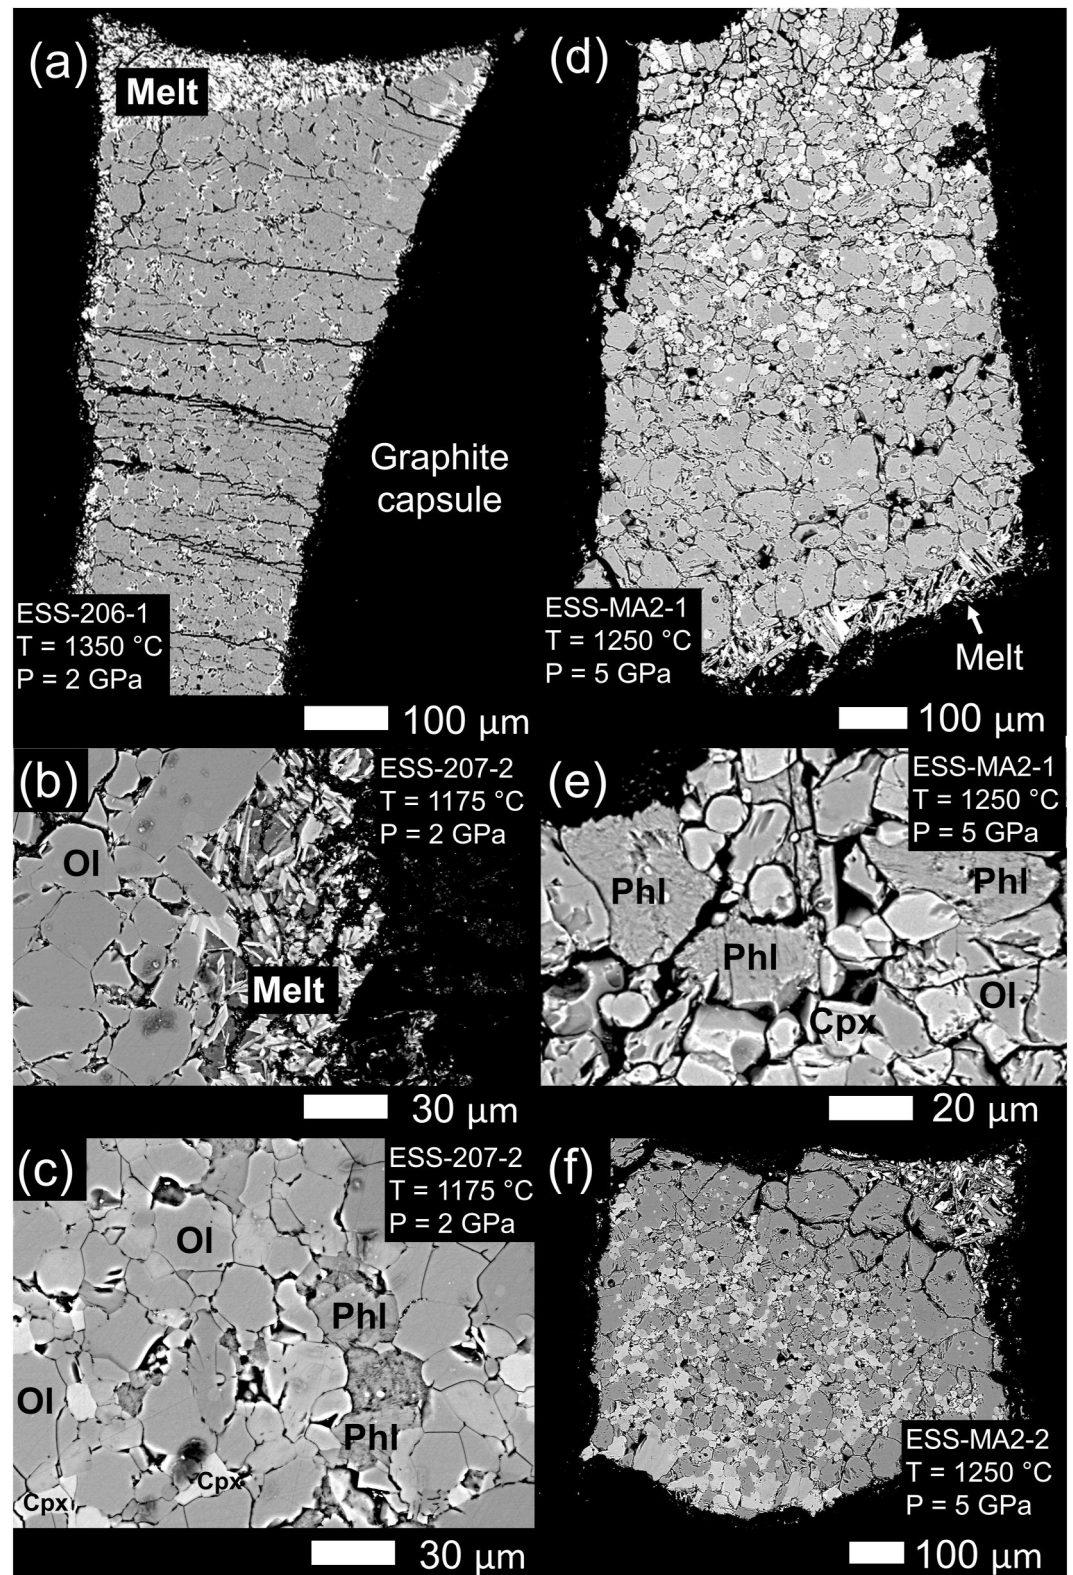 (a)
Melt
Graphite
capsule
ESS-206-1
T = 1350 °C
P = 2 GPa
100 µm
(d)
ESS-MA2-1
T = 1250 °C
P = 5 GPa
Melt
100 µm
(b)
ESS-207-2
T = 1175 °C
P = 2 GPa
Ol
Melt
30 µm
(e)
ESS-MA2-1
T = 1250 °C
P = 5 GPa
Phl
Phl
Phl
Ol
Cpx
20 µm
(c)
ESS-207-2
T = 1175 °C
P = 2 GPa
Ol
Phl
Ol
Phl
Cpx
Cpx
30 µm
(f)
ESS-MA2-2
T = 1250 °C
P = 5 GPa
100 µm